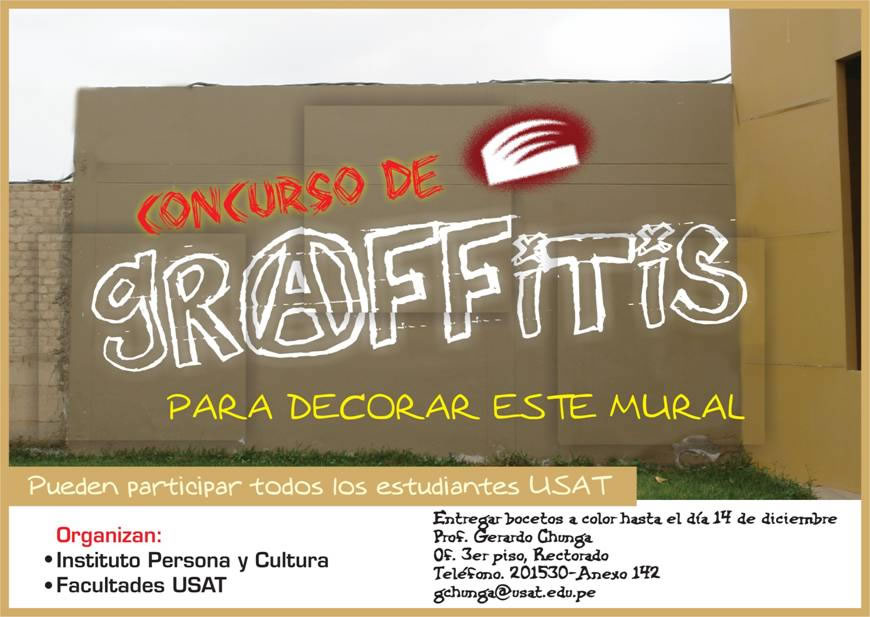 CONCURSO DE
gRAFFiTiS
PARA DECORAR ESTE MURAL
Pueden participar todos los estudiantes USAT
Organizan:
• Instituto Persona y Cultura
• Facultades USAT
Entregar bocetos a color hasta el día 14 de diciembre
Prof. Gerardo Chunga
Of. 3er piso, Rectorado
Teléfono. 201530-Anexo 142
gchunga@usat.edu.pe